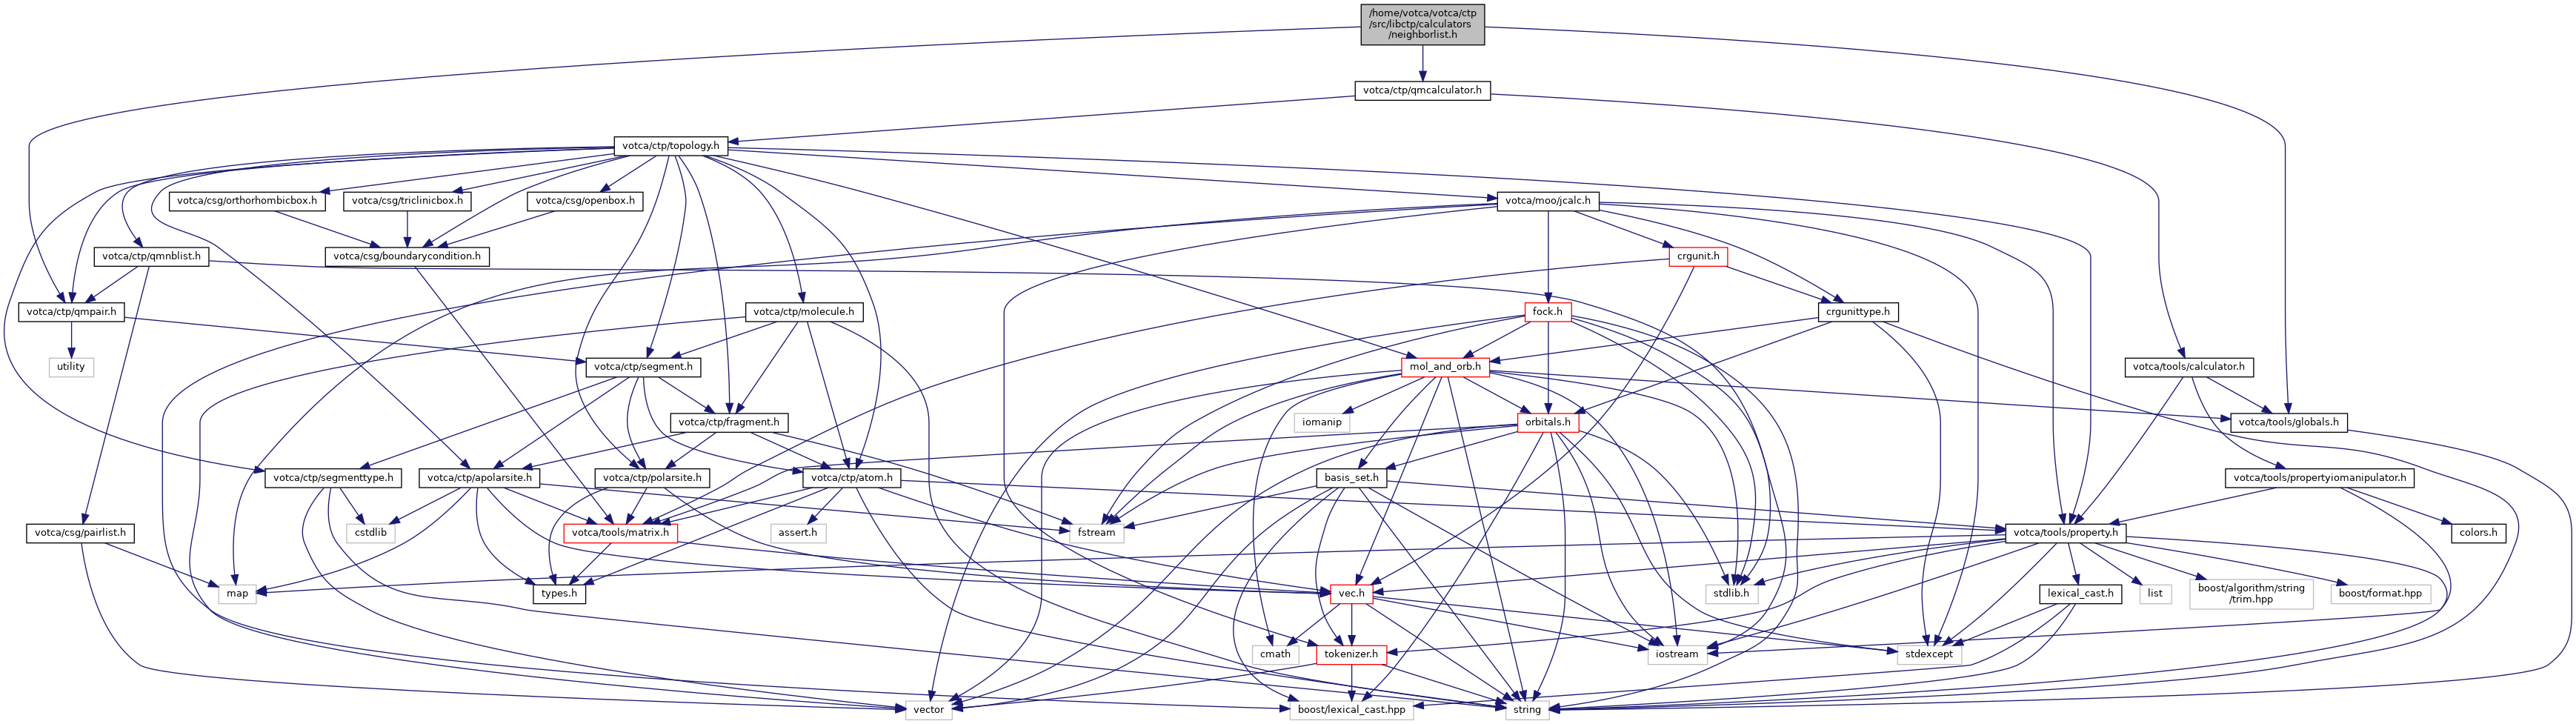 /home/votca/votca/ctp
/src/libctp/calculators
/neighborlist.h
votca/ctp/qmcalculator.h
votca/ctp/topology.h
votca/csg/orthorhombicbox.h
votca/csg/triclinicbox.h
votca/csg/openbox.h
votca/moo/jcalc.h
votca/ctp/qmnblist.h
votca/csg/boundarycondition.h
crgunit.h
votca/ctp/qmpair.h
votca/ctp/molecule.h
fock.h
crgunittype.h
utility
votca/ctp/segment.h
mol_and_orb.h
votca/tools/calculator.h
votca/ctp/fragment.h
iomanip
orbitals.h
votca/tools/globals.h
votca/ctp/segmenttype.h
votca/ctp/apolarsite.h
votca/ctp/polarsite.h
votca/ctp/atom.h
basis_set.h
votca/tools/propertyiomanipulator.h
votca/csg/pairlist.h
cstdlib
votca/tools/matrix.h
assert.h
fstream
votca/tools/property.h
colors.h
map
types.h
vec.h
stdlib.h
lexical_cast.h
list
boost/algorithm/string
/trim.hpp
boost/format.hpp
cmath
tokenizer.h
iostream
stdexcept
vector
boost/lexical_cast.hpp
string